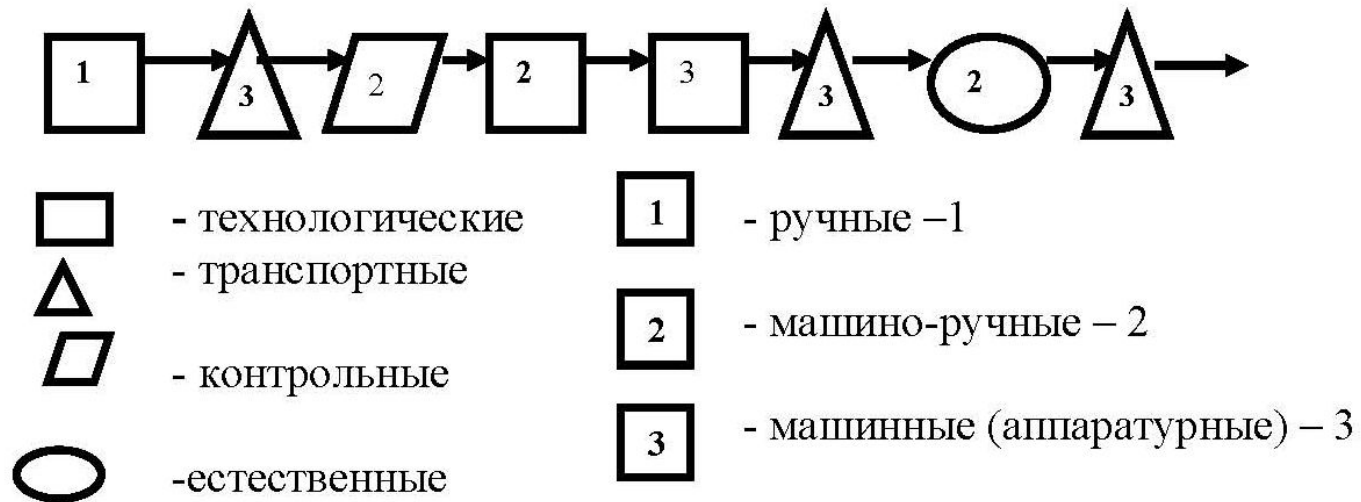 1 3 2 2 3 3 2 3
- технологические
- транспортные
- контрольные
-естественные
1 - ручные –1
2 - машино-ручные – 2
3 - машинные (аппаратурные) – 3